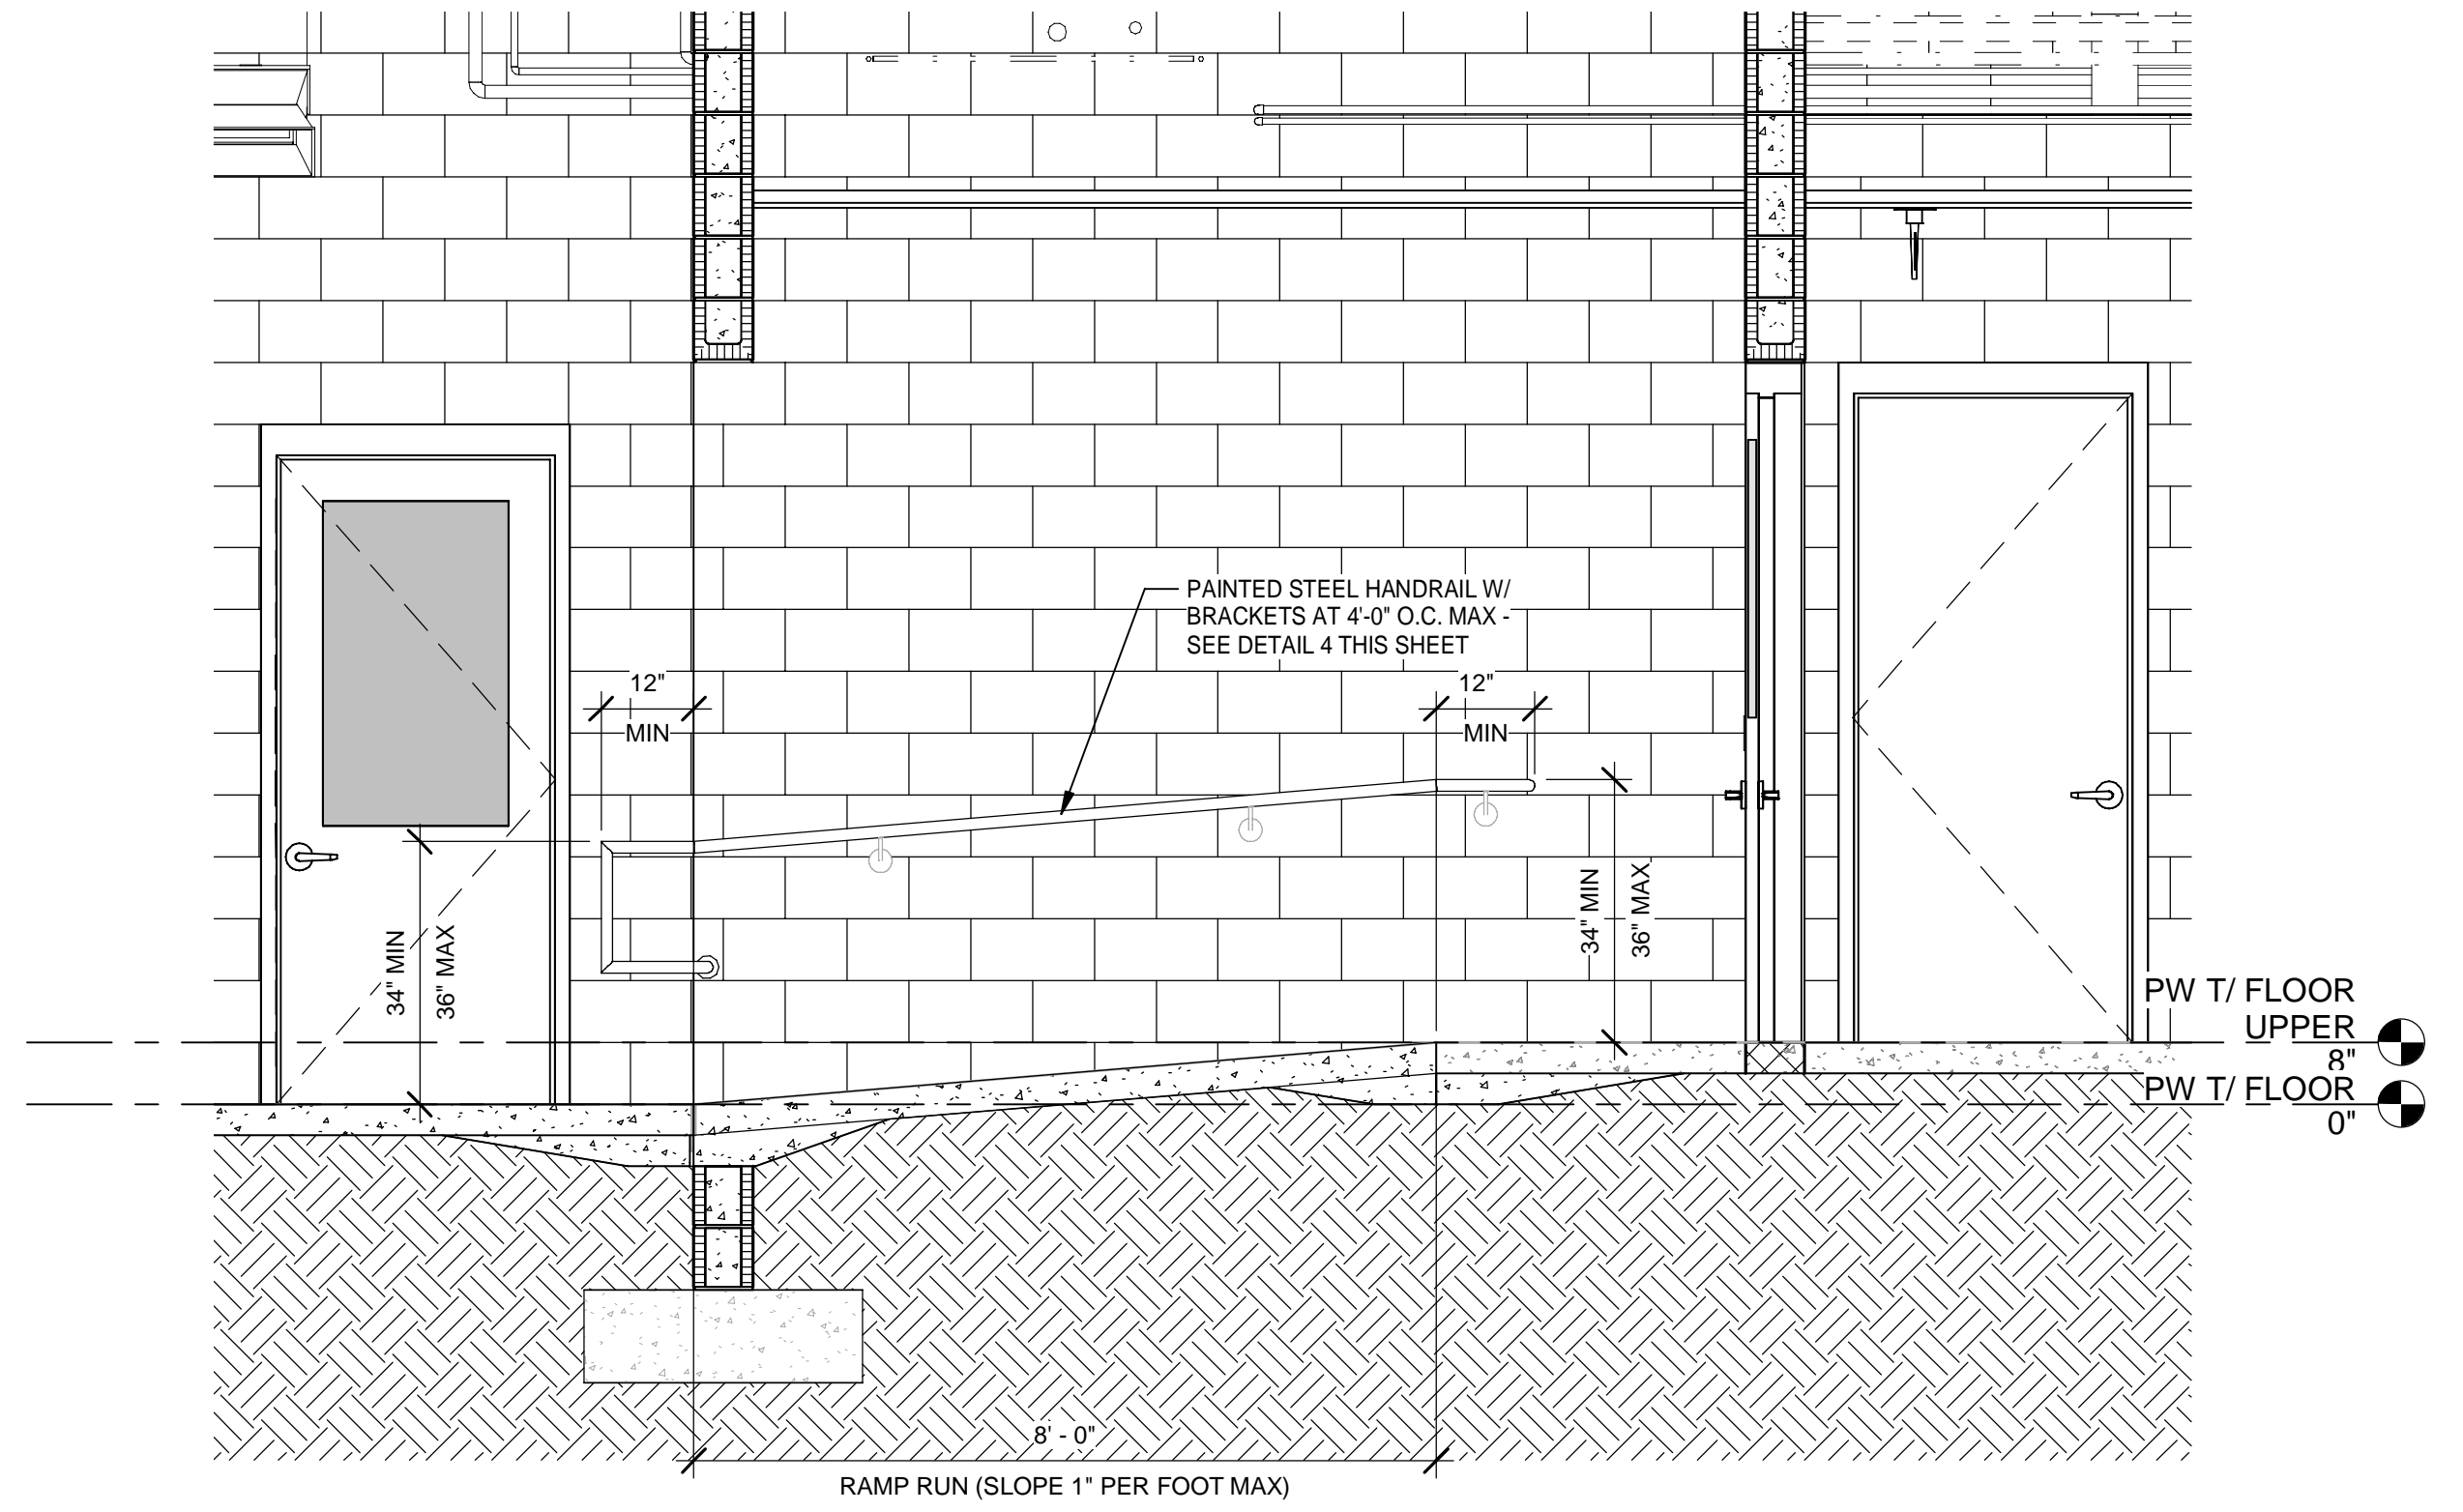 PAINTED STEEL HANDRAIL W/
BRACKETS AT 4'-0" O.C. MAX -
SEE DETAIL 4 THIS SHEET
12"
MIN
12"
MIN
34" MIN
36" MAX
34" MIN
36" MAX
PW T/ FLOOR
UPPER
8"
PW T/ FLOOR
0"
8' - 0"
RAMP RUN (SLOPE 1" PER FOOT MAX)